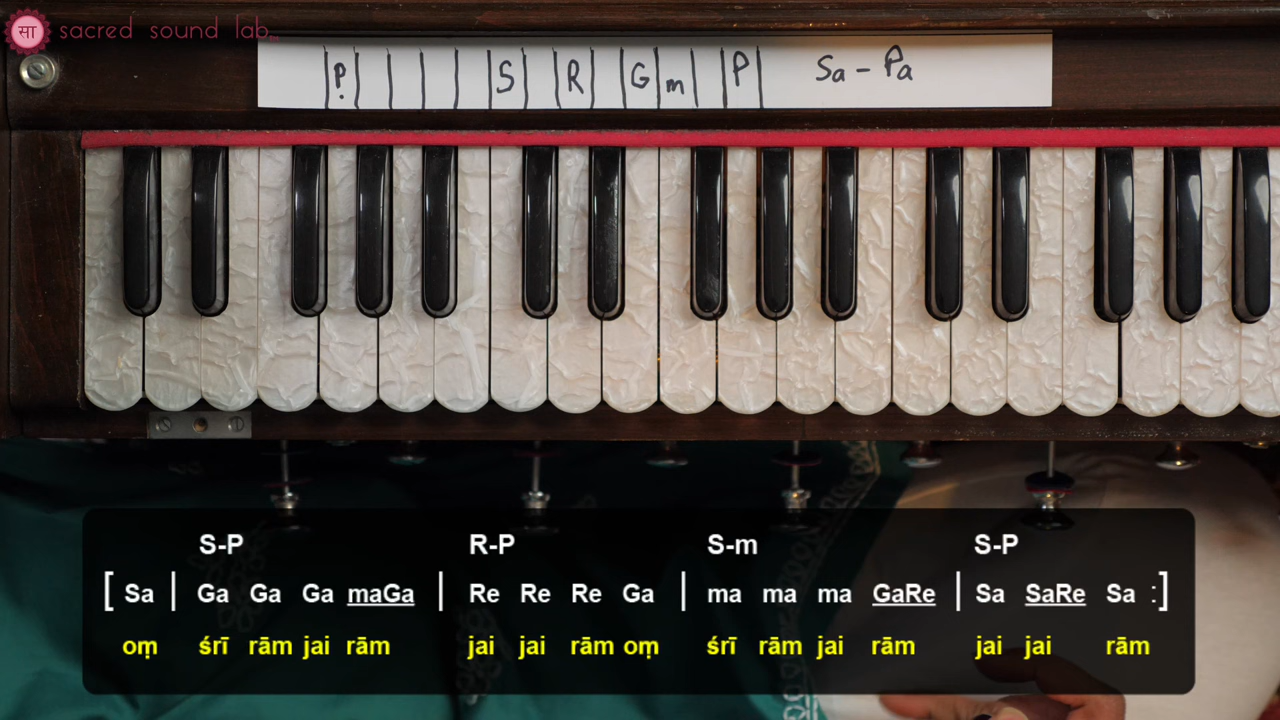 सा sacred sound lab
Ṗ S R G m P Sa - Pa
S-P R-P S-m S-P
[ Sa | Ga Ga Ga maGa | Re Re Re Ga | ma ma ma GaRe | Sa SaRe Sa :]
oṃ śrī rām jai rām jai jai rām oṃ śrī rām jai rām jai jai rām